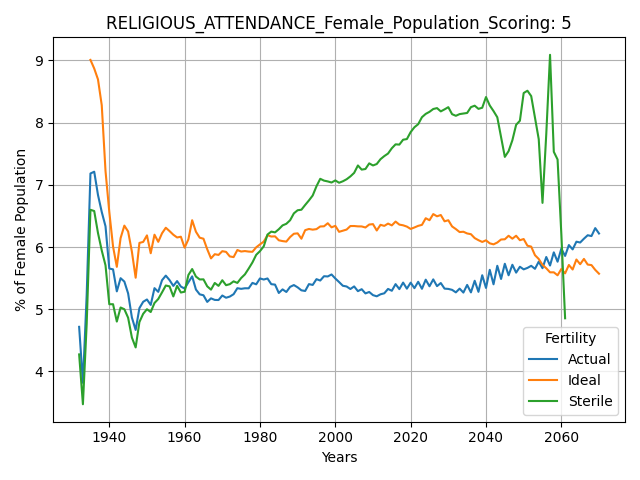 RELIGIOUS_ATTENDANCE_Female_Population_Scoring: 5
% of Female Population
9
8
7
6
5
4
1940 1960 1980 2000 2020 2040 2060
Years
Fertility
Actual
Ideal
Sterile